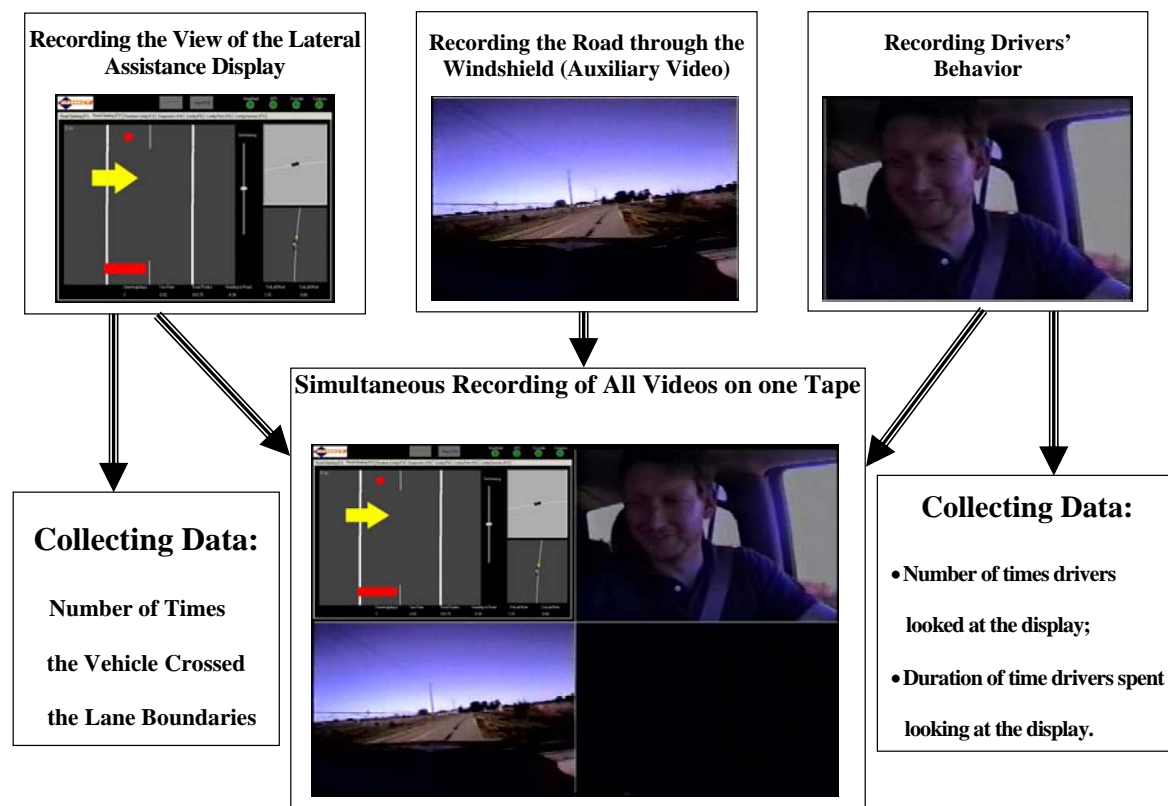 Recording the View of the Lateral
Assistance Display
Recording the Road through the
Windshield (Auxiliary Video)
Recording Drivers’
Behavior
Simultaneous Recording of All Videos on one Tape
Collecting Data:
Number of Times
the Vehicle Crossed
the Lane Boundaries
Collecting Data:
• Number of times drivers
looked at the display;
• Duration of time drivers spent
looking at the display.